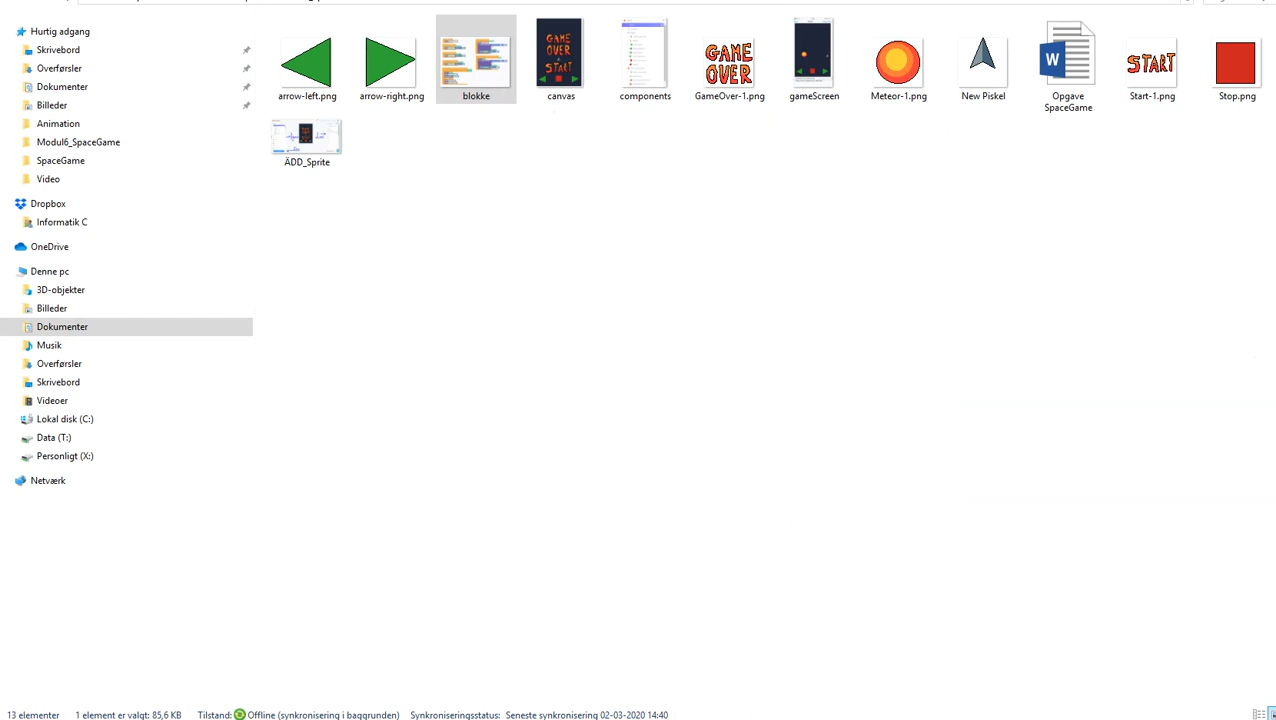 Hurtig adgang
Skrivebord
Overførsler
Dokumenter
Billeder
Animation
Modul6_SpaceGame
SpaceGame
Video
Dropbox
Informatik C
OneDrive
Denne pc
3D-objekter
Billeder
Dokumenter
Musik
Overførsler
Skrivebord
Videoer
Lokal disk (C:)
Data (T:)
Personligt (X:)
Netværk
arrow-left.png
arrow-right.png
blokke
GAME OVER START
canvas
components
GAME OVER
GameOver-1.png
gameScreen
Meteor-1.png
New Piskel
W
Opgave SpaceGame
START
Start-1.png
Stop.png
ÄDD_Sprite
13 elementer
1 element er valgt: 85,6 KB
Tilstand: Offline (synkronisering i baggrunden)
Synkroniseringsstatus: Seneste synkronisering 02-03-2020 14:40